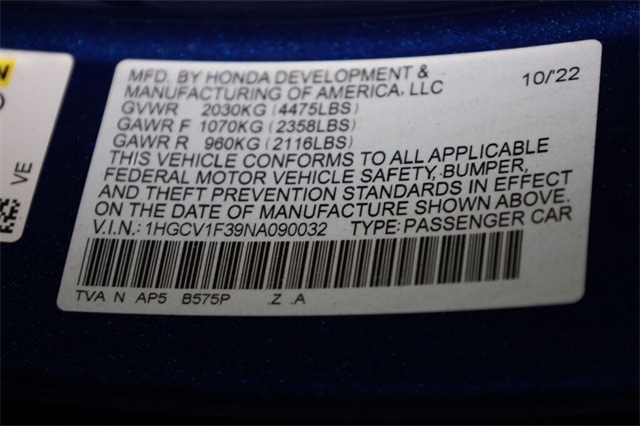 MFD. BY HONDA DEVELOPMENT &
MANUFACTURING OF AMERICA, LLC
10/'22
GVWR 2030KG (4475LBS)
GAWR F 1070KG (2358LBS)
GAWR R 960KG (2116LBS)
THIS VEHICLE CONFORMS TO ALL APPLICABLE
FEDERAL MOTOR VEHICLE SAFETY, BUMPER,
AND THEFT PREVENTION STANDARDS IN EFFECT
ON THE DATE OF MANUFACTURE SHOWN ABOVE.
V.I.N.: 1HGCV1F39NA090032 TYPE: PASSENGER CAR
TVA N AP5 B575P .Z .A
VE